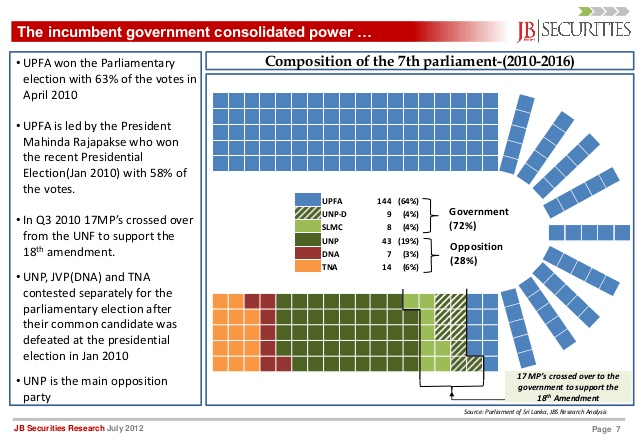 The incumbent government consolidated power …
JB SECURITIES
• UPFA won the Parliamentary
election with 63% of the votes in
April 2010
• UPFA is led by the President
Mahinda Rajapakse who won
the recent Presidential
Election(Jan 2010) with 58% of
the votes.
• In Q3 2010 17MP’s crossed over
from the UNF to support the
18th amendment.
• UNP, JVP(DNA) and TNA
contested separately for the
parliamentary election after
their common candidate was
defeated at the presidential
election in Jan 2010
• UNP is the main opposition
party
Composition of the 7th parliament-(2010-2016)
UPFA 144 (64%)
UNP-D 9 (4%)
SLMC 8 (4%)
UNP 43 (19%)
DNA 7 (3%)
TNA 14 (6%)
Government
(72%)
Opposition
(28%)
17 MP’s crossed over to the
government to support the
18th Amendment
Source: Parliament of Sri Lanka, JBS Research Analysis
JB Securities Research July 2012
Page 7